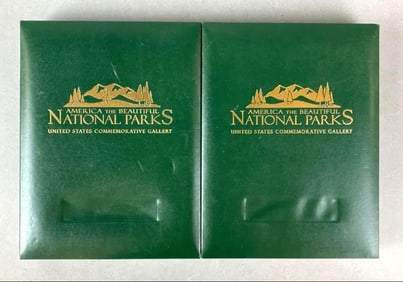 AMERICA THE BEAUTIFUL
NATIONAL PARKS
UNITED STATES COMMEMORATIVE GALLERY
AMERICA THE BEAUTIFUL
NATIONAL PARKS
UNITED STATES COMMEMORATIVE GALLERY